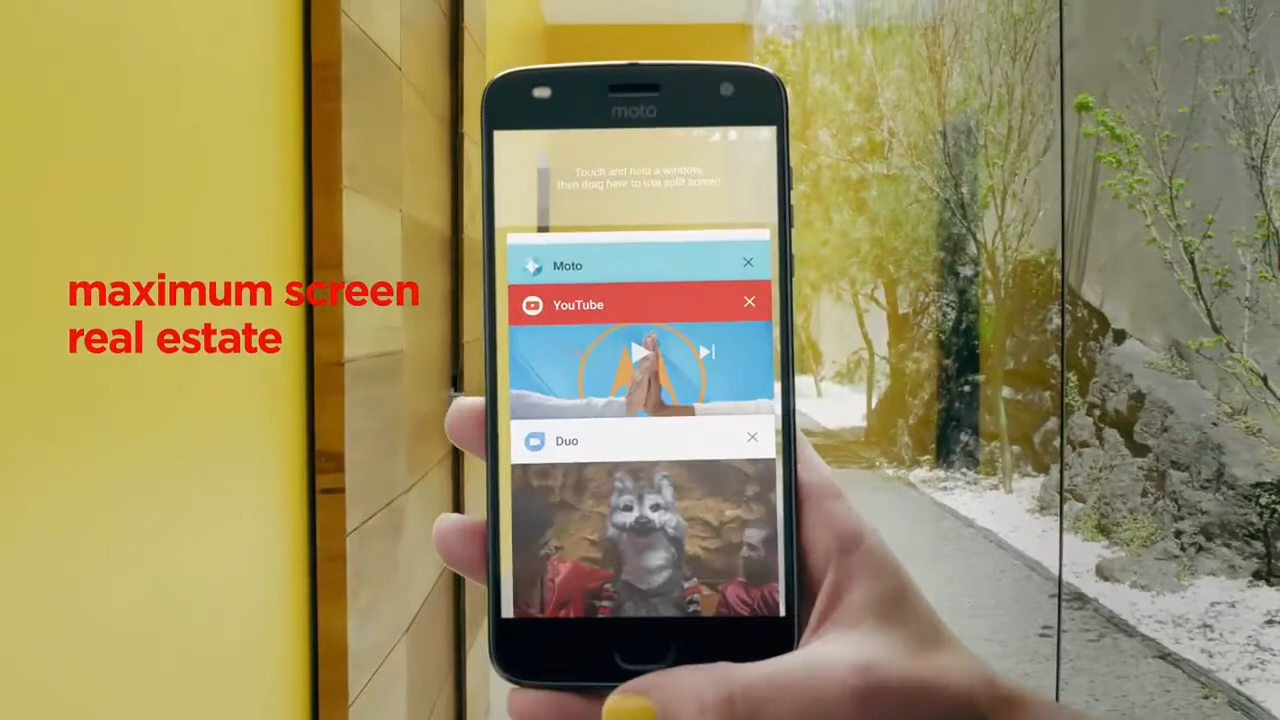 moto
Touch and hold a window,
then drag here to use split screen
Moto
maximum screen
real estate
YouTube
Duo